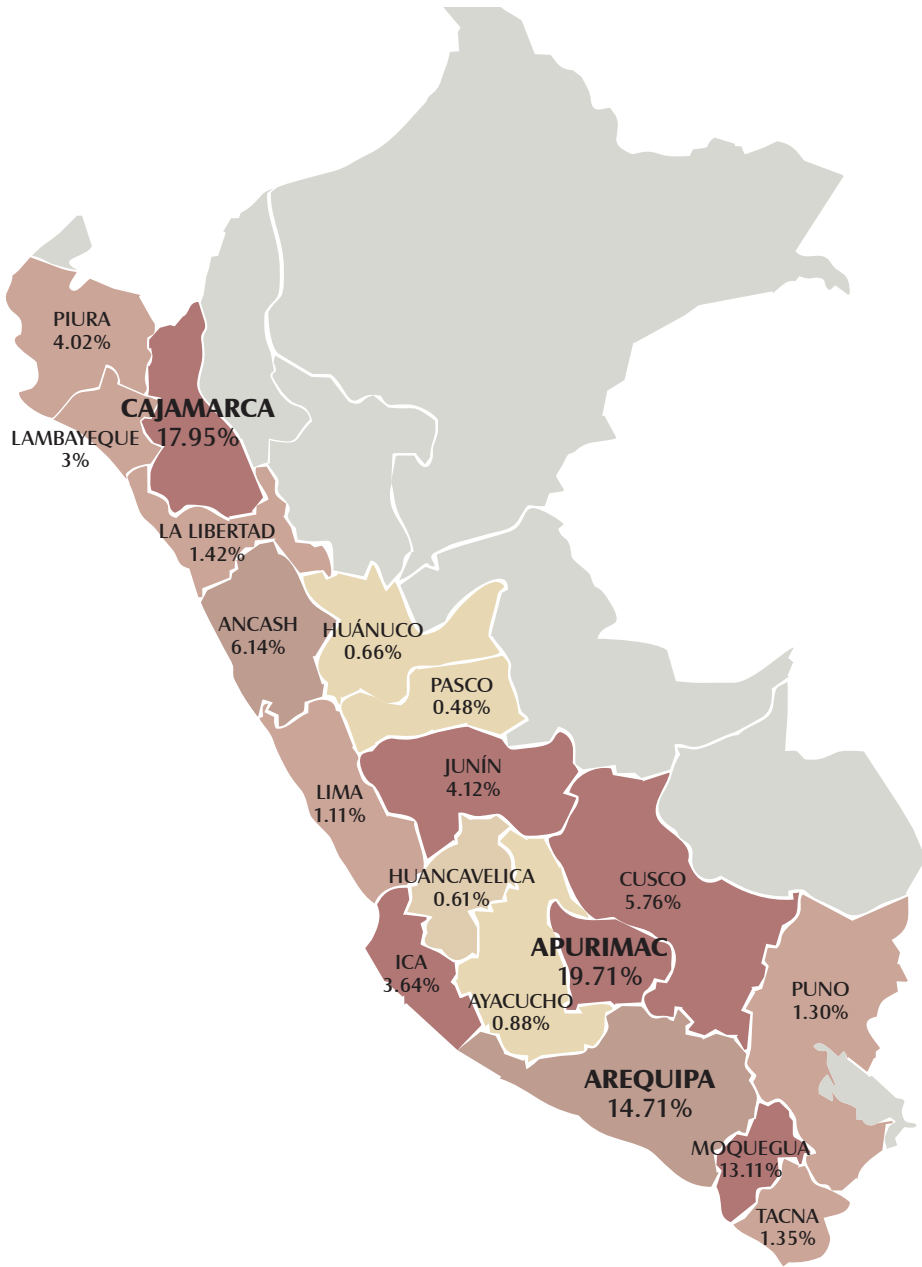 PIURA
4.02%
CAJAMARCA
17.95%
LAMBAYEQUE
3%
LA LIBERTAD
1.42%
ANCASH
6.14%
HUÁNUCO
0.66%
PASCO
0.48%
JUNÍN
4.12%
LIMA
1.11%
HUANCAVELICA
0.61%
CUSCO
5.76%
APURIMAC
19.71%
ICA
3.64%
AYACUCHO
0.88%
PUNO
1.30%
AREQUIPA
14.71%
MOQUEGUA
13.11%
TACNA
1.35%